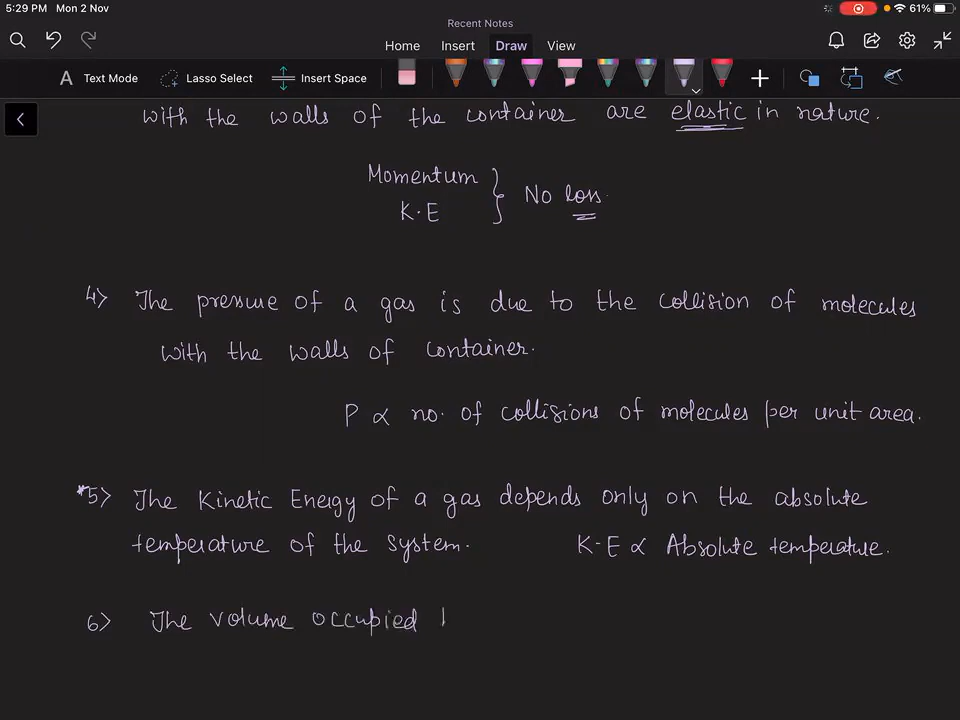 5:29 PM Mon 2 Nov
61%
Recent Notes
Home Insert Draw View
Text Mode Lasso Select Insert Space
with the walls of the container are elastic in nature.
Momentum
K.E } No loss.
4> The pressure of a gas is due to the collision of molecules
with the walls of container.
P ∝ no. of collisions of molecules per unit area.
*5> The Kinetic Energy of a gas depends only on the absolute
temperature of the system. K-E ∝ Absolute temperature.
6> The volume occupied